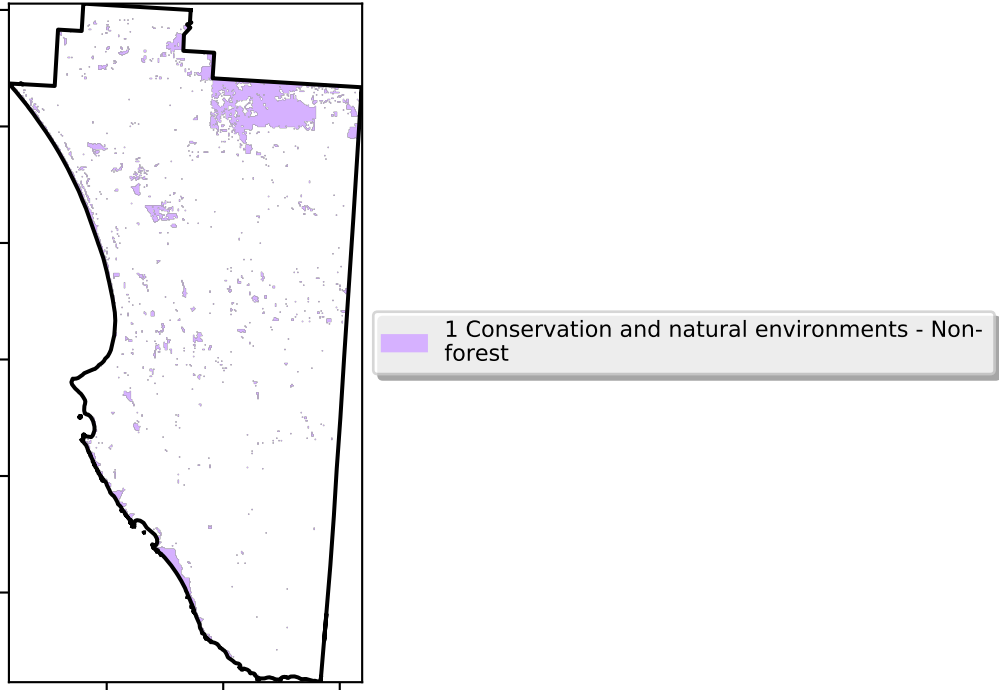 1 Conservation and natural environments - Non-
forest